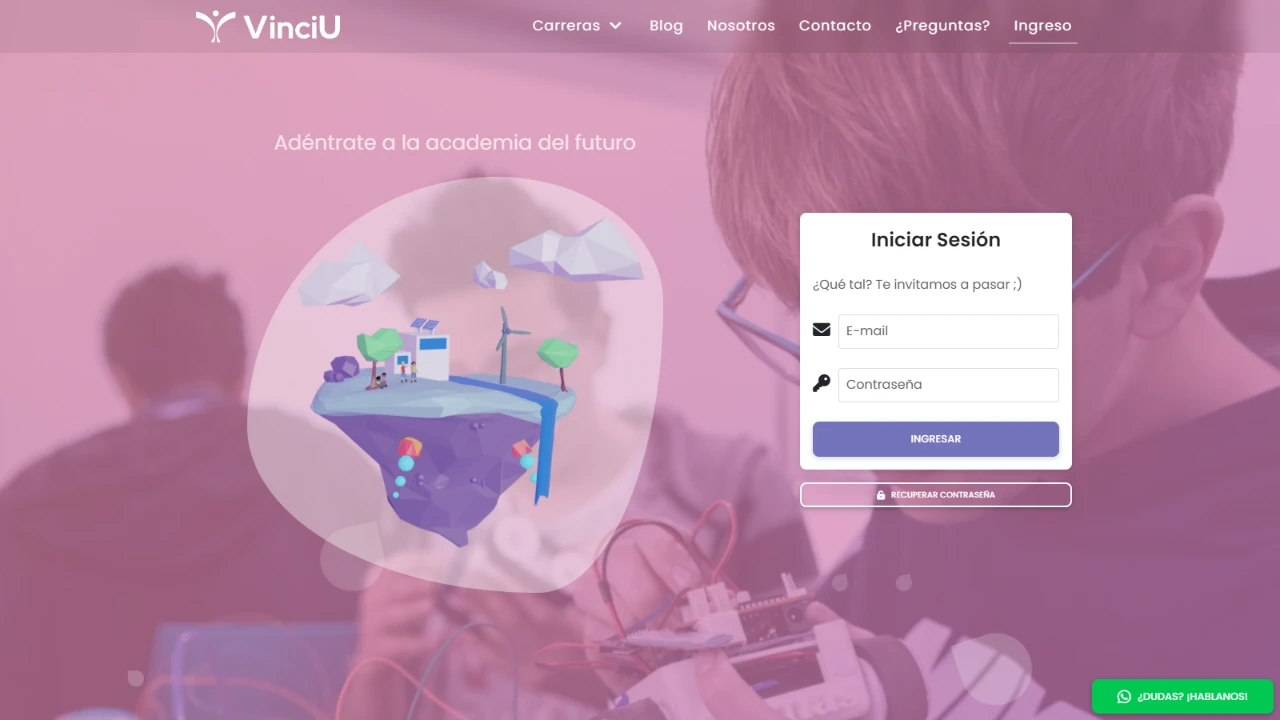 VinciU
Carreras
Blog
Nosotros
Contacto
¿Preguntas?
Ingreso
Adéntrate a la academia del futuro
Iniciar Sesión
¿Qué tal? Te invitamos a pasar ;)
E-mail
Contraseña
INGRESAR
RECUPERAR CONTRASEÑA
¿DUDAS? ¡HABLANOS!